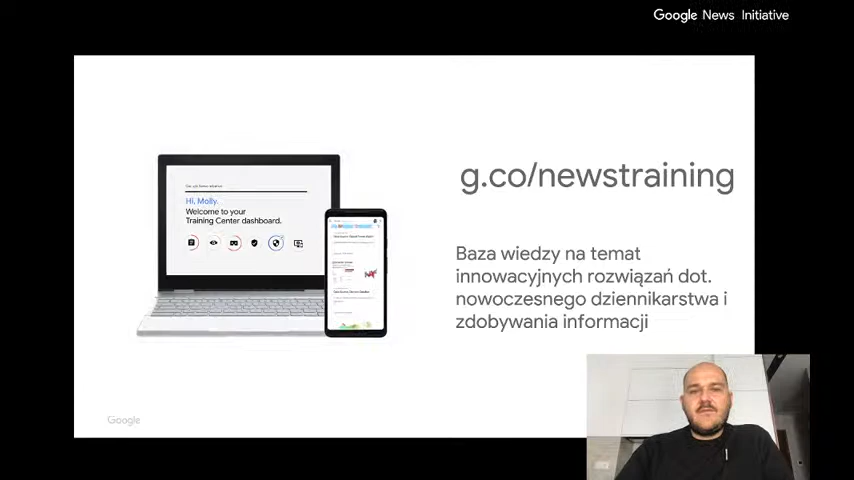 Google News Initiative
g.co/newstraining
Hi, Molly.
Welcome to your
Training Center dashboard.
Baza wiedzy na temat
innowacyjnych rozwiązań dot.
nowoczesnego dziennikarstwa i
zdobywania informacji
Google